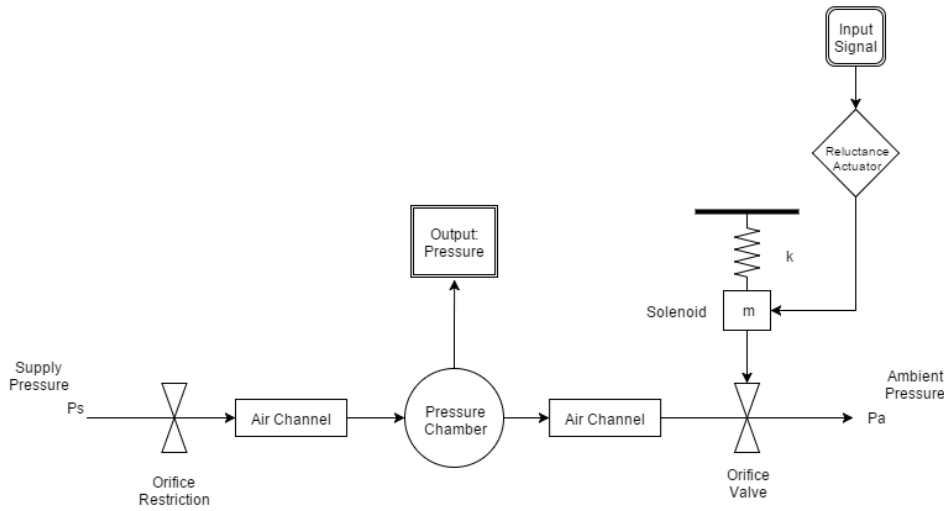 Input
Signal
Reluctance
Actuator
Output:
Pressure
k
Solenoid
m
Supply
Pressure
Ps
Air Channel
Pressure
Chamber
Air Channel
Ambient
Pressure
Pa
Orifice
Restriction
Orifice
Valve